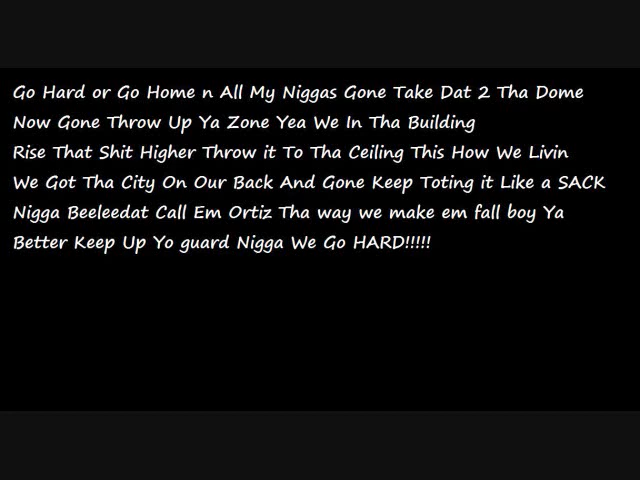 Go Hard or Go Home n All My Niggas Gone Take Dat 2 Tha Dome
Now Gone Throw Up Ya Zone Yea We In Tha Building
Rise That Shit Higher Throw it To Tha Ceiling This How We Livin
We Got Tha City On Our Back And Gone Keep Toting it Like a SACK
Nigga Beeleedat Call Em Ortiz Tha way we make em fall boy Ya
Better Keep Up Yo guard Nigga We Go HARD!!!!!